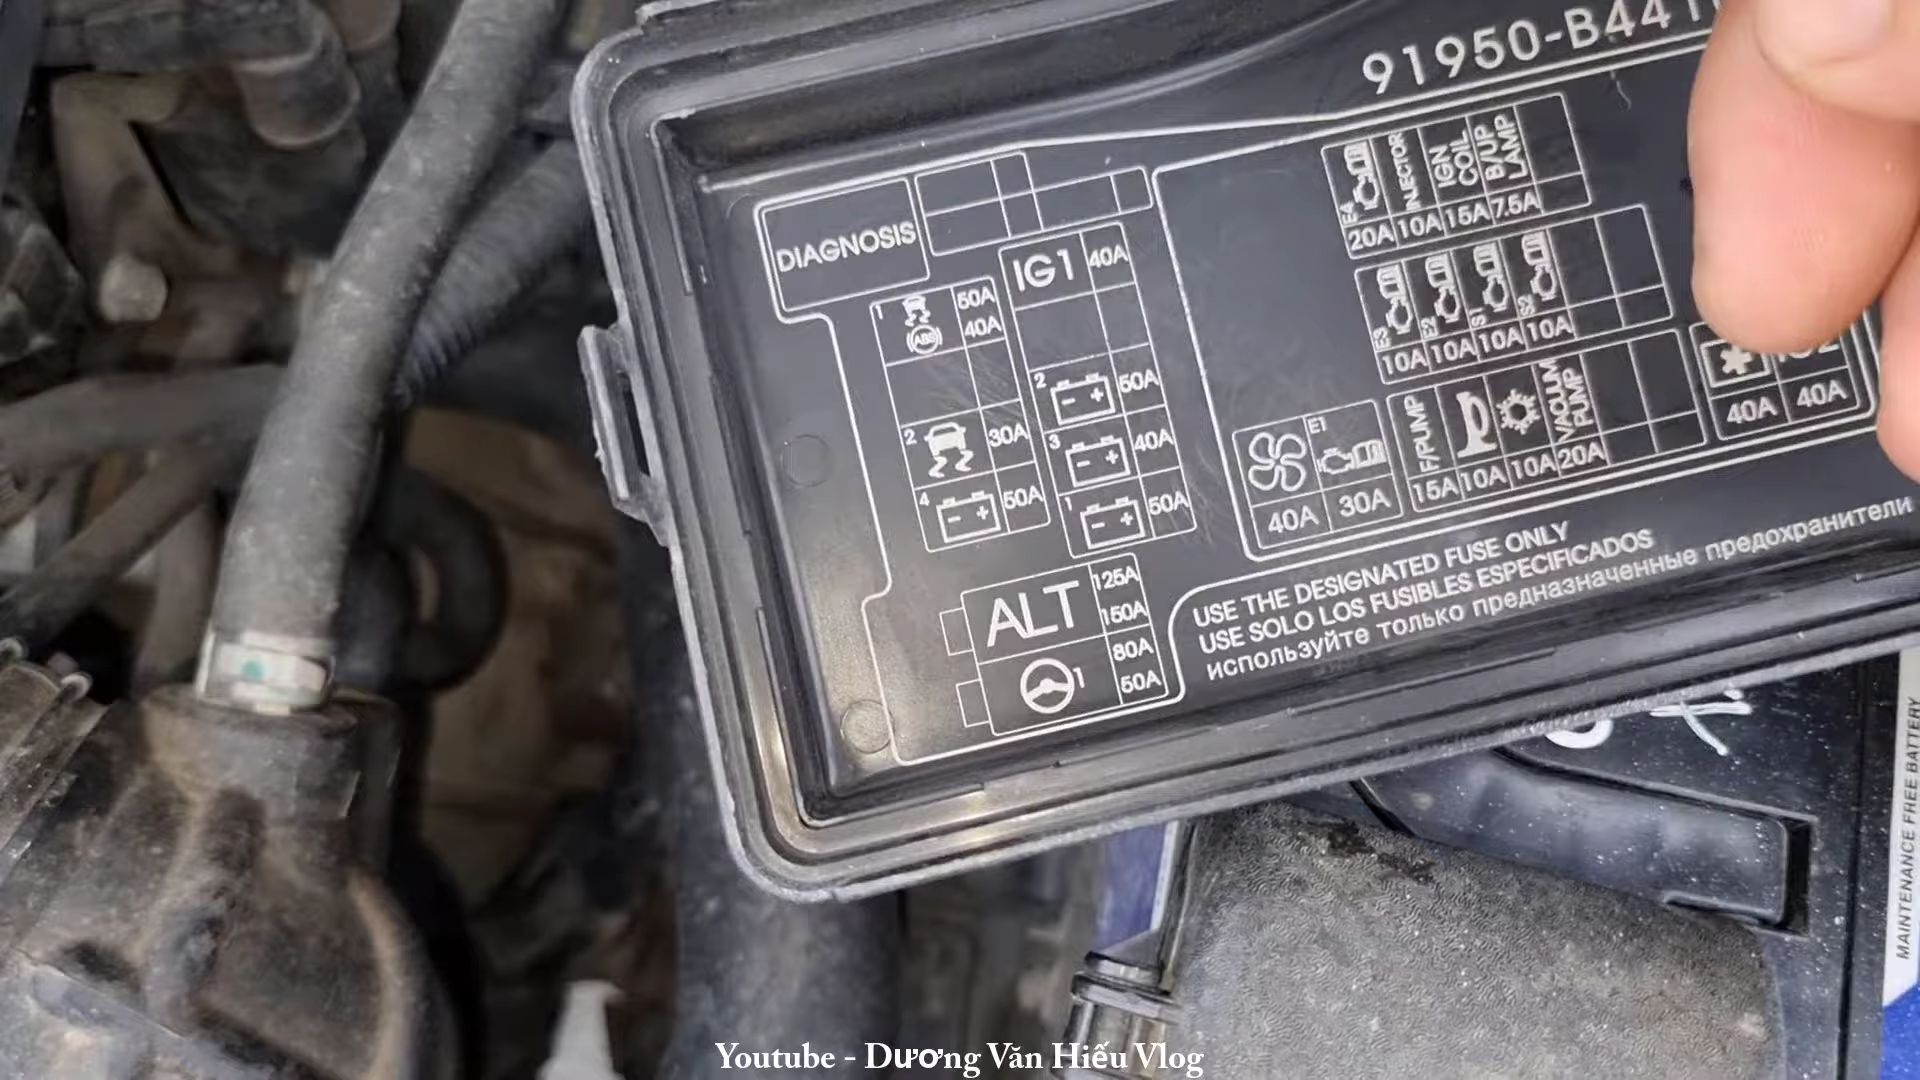 91950-B441
DIAGNOSIS
E4 INJECTOR IGN COIL B/UP LAMP
20A 10A 15A 7.5A
IG1 40A
1 50A
ABS 40A
E3 E2 S1 S2
10A 10A 10A 10A
2 50A
2 30A
3 40A
4 50A
1 50A
E1
40A 30A
F/PUMP VACUUM PUMP
15A 10A 10A 20A
40A 40A
ALT 125A
150A
1 80A
50A
USE THE DESIGNATED FUSE ONLY
USE SOLO LOS FUSIBLES ESPECIFICADOS
используйте только предназначенные предохранители
MAINTENANCE FREE BATTERY
Youtube - Dương Văn Hiếu Vlog